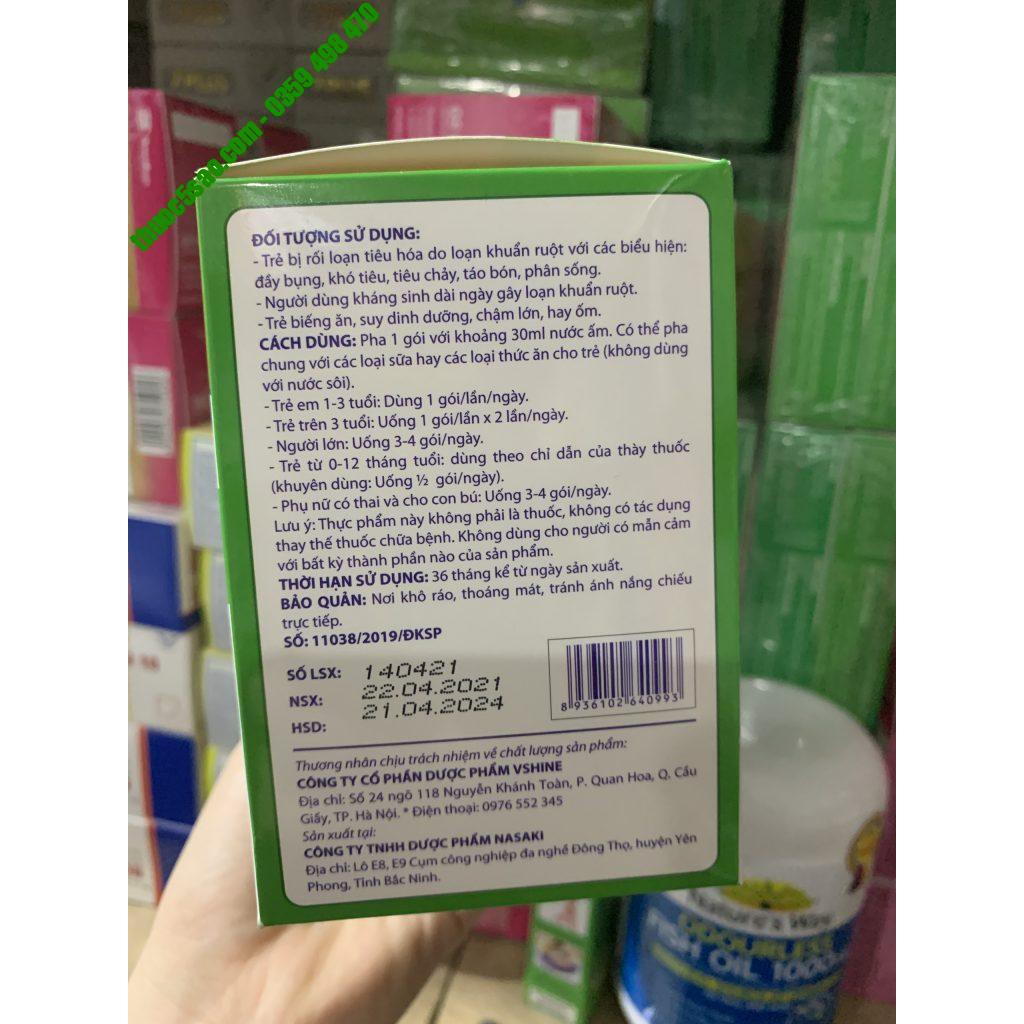 tampc5sao.com - 0359 498 470
ĐỐI TƯỢNG SỬ DỤNG:
- Trẻ bị rối loạn tiêu hóa do loạn khuẩn ruột với các biểu hiện:
đầy bụng, khó tiêu, tiêu chảy, táo bón, phân sống.
- Người dùng kháng sinh dài ngày gây loạn khuẩn ruột.
- Trẻ biếng ăn, suy dinh dưỡng, chậm lớn, hay ốm.
CÁCH DÙNG: Pha 1 gói với khoảng 30ml nước ấm. Có thể pha
chung với các loại sữa hay các loại thức ăn cho trẻ (không dùng
với nước sôi).
- Trẻ em 1-3 tuổi: Dùng 1 gói/lần/ngày.
- Trẻ trên 3 tuổi: Uống 1 gói/lần x 2 lần/ngày.
- Người lớn: Uống 3-4 gói/ngày.
- Trẻ từ 0-12 tháng tuổi: dùng theo chỉ dẫn của thày thuốc
(khuyên dùng: Uống ½ gói/ngày).
- Phụ nữ có thai và cho con bú: Uống 3-4 gói/ngày.
Lưu ý: Thực phẩm này không phải là thuốc, không có tác dụng
thay thế thuốc chữa bệnh. Không dùng cho người có mẫn cảm
với bất kỳ thành phần nào của sản phẩm.
THỜI HẠN SỬ DỤNG: 36 tháng kể từ ngày sản xuất.
BẢO QUẢN: Nơi khô ráo, thoáng mát, tránh ánh nắng chiếu
trực tiếp.
SỐ: 11038/2019/ĐKSP
SỐ LSX: 140421
NSX: 22.04.2021
HSD: 21.04.2024
8 936102 640993
Thương nhân chịu trách nhiệm về chất lượng sản phẩm:
CÔNG TY CỔ PHẦN DƯỢC PHẨM VSHINE
Địa chỉ: Số 24 ngõ 118 Nguyễn Khánh Toàn, P. Quan Hoa, Q. Cầu
Giấy, TP. Hà Nội. * Điện thoại: 0976 552 345
Sản xuất tại:
CÔNG TY TNHH DƯỢC PHẨM NASAKI
Địa chỉ: Lô E8, E9 Cụm công nghiệp đa nghề Đông Thọ, huyện Yên
Phong, Tỉnh Bắc Ninh.
Nature's Way
ODOURLESS
FISH OIL 1000